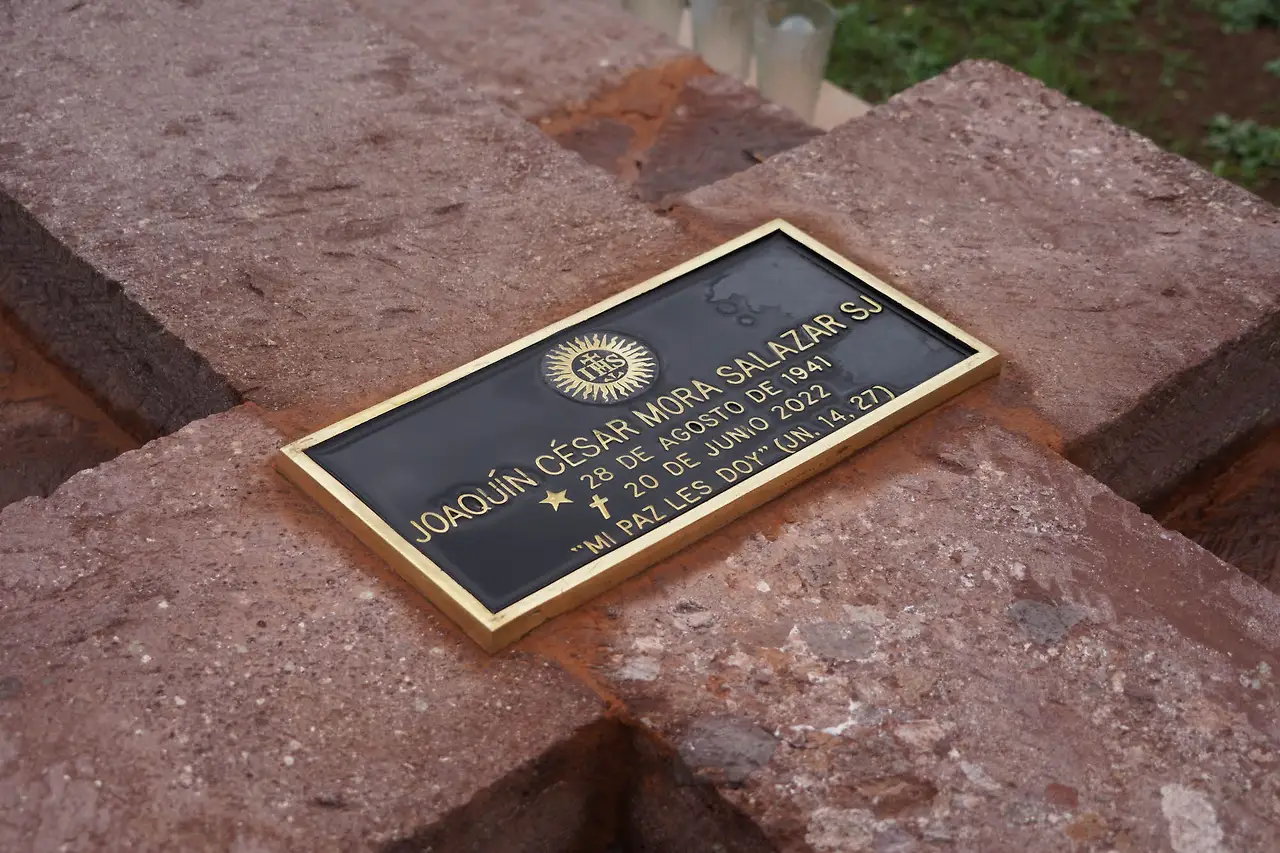 IHS
JOAQUÍN CÉSAR MORA SALAZAR SJ
28 DE AGOSTO DE 1941
20 DE JUNIO 2022
"MI PAZ LES DOY" (JN. 14, 27)